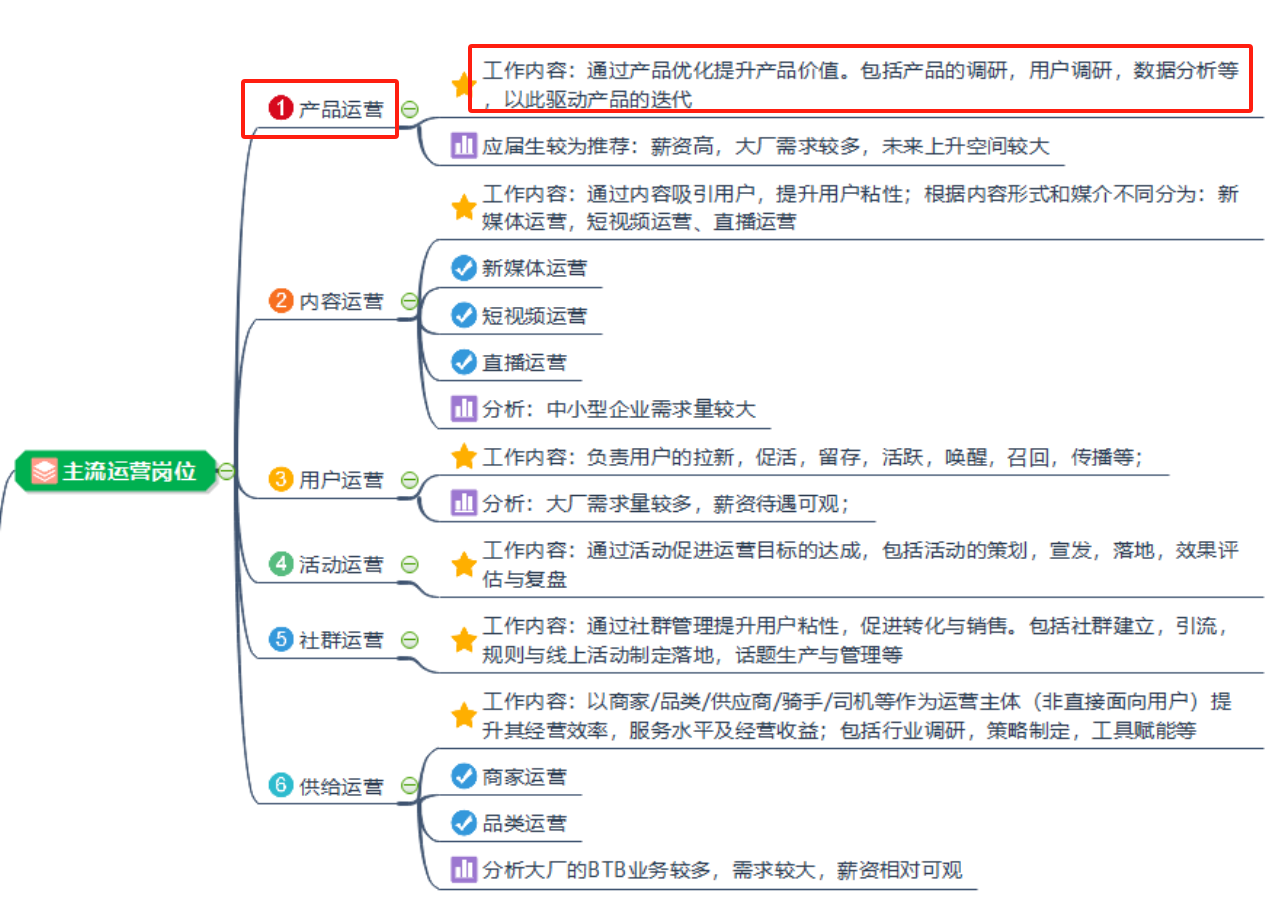 1 产品运营
工作内容：通过产品优化提升产品价值。包括产品的调研，用户调研，数据分析等
，以此驱动产品的迭代
应届生较为推荐：薪资高，大厂需求较多，未来上升空间较大
2 内容运营
工作内容：通过内容吸引用户，提升用户粘性；根据内容形式和媒介不同分为：新
媒体运营，短视频运营、直播运营
新媒体运营
短视频运营
直播运营
分析：中小型企业需求量较大
主流运营岗位
3 用户运营
工作内容：负责用户的拉新，促活，留存，活跃，唤醒，召回，传播等；
分析：大厂需求量较多，薪资待遇可观；
4 活动运营
工作内容：通过活动促进运营目标的达成，包括活动的策划，宣发，落地，效果评
估与复盘
5 社群运营
工作内容：通过社群管理提升用户粘性，促进转化与销售。包括社群建立，引流，
规则与线上活动制定落地，话题生产与管理等
6 供给运营
工作内容：以商家/品类/供应商/骑手/司机等作为运营主体（非直接面向用户）提
升其经营效率，服务水平及经营收益；包括行业调研，策略制定，工具赋能等
商家运营
品类运营
分析大厂的BTB业务较多，需求较大，薪资相对可观